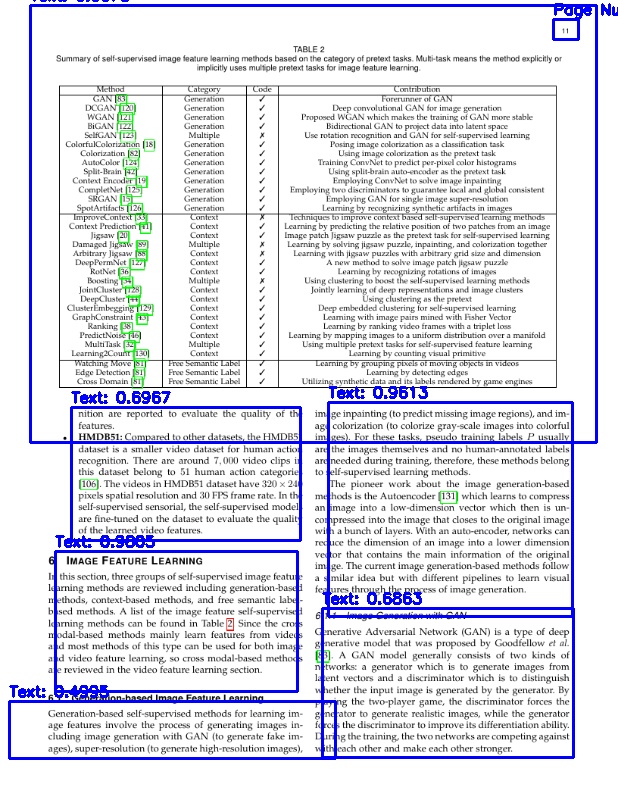 Page Nu
11
TABLE 2
Summary of self-supervised image feature learning methods based on the category of pretext tasks. Multi-task means the method explicitly or
implicitly uses multiple pretext tasks for image feature learning.
Method Category Code Contribution
GAN [83] Generation ✓ Forerunner of GAN
DCGAN [120] Generation ✓ Deep convolutional GAN for image generation
WGAN [121] Generation ✓ Proposed WGAN which makes the training of GAN more stable
BiGAN [122] Generation ✓ Bidirectional GAN to project data into latent space
SelfGAN [123] Multiple ✗ Use rotation recognition and GAN for self-supervised learning
ColorfulColorization [18] Generation ✓ Posing image colorization as a classification task
Colorization [82] Generation ✓ Using image colorization as the pretext task
AutoColor [124] Generation ✓ Training ConvNet to predict per-pixel color histograms
Split-Brain [42] Generation ✓ Using split-brain auto-encoder as the pretext task
Context Encoder [19] Generation ✓ Employing ConvNet to solve image inpainting
CompletNet [125] Generation ✓ Employing two discriminators to guarantee local and global consistent
SRGAN [15] Generation ✓ Employing GAN for single image super-resolution
SpotArtifacts [126] Generation ✓ Learning by recognizing synthetic artifacts in images
ImproveContext [33] Context ✗ Techniques to improve context based self-supervised learning methods
Context Prediction [41] Context ✓ Learning by predicting the relative position of two patches from an image
Jigsaw [20] Context ✓ Image patch Jigsaw puzzle as the pretext task for self-supervised learning
Damaged Jigsaw [89] Multiple ✗ Learning by solving jigsaw puzzle, inpainting, and colorization together
Arbitrary Jigsaw [88] Context ✗ Learning with jigsaw puzzles with arbitrary grid size and dimension
DeepPermNet [127] Context ✓ A new method to solve image patch jigsaw puzzle
RotNet [36] Context ✓ Learning by recognizing rotations of images
Boosting [34] Multiple ✗ Using clustering to boost the self-supervised learning methods
JointCluster [128] Context ✓ Jointly learning of deep representations and image clusters
DeepCluster [44] Context ✓ Using clustering as the pretext
ClusterEmbegging [129] Context ✓ Deep embedded clustering for self-supervised learning
GraphConstraint [43] Context ✓ Learning with image pairs mined with Fisher Vector
Ranking [38] Context ✓ Learning by ranking video frames with a triplet loss
PredictNoise [46] Context ✓ Learning by mapping images to a uniform distribution over a manifold
MultiTask [32] Multiple ✓ Using multiple pretext tasks for self-supervised feature learning
Learning2Count [130] Context ✓ Learning by counting visual primitive
Watching Move [81] Free Semantic Label ✓ Learning by grouping pixels of moving objects in videos
Edge Detection [81] Free Semantic Label ✓ Learning by detecting edges
Cross Domain [81] Free Semantic Label ✓ Utilizing synthetic data and its labels rendered by game engines
Text: 0.6967
nition are reported to evaluate the quality of the
features.
• HMDB51: Compared to other datasets, the HMDB51
dataset is a smaller video dataset for human action
recognition. There are around 7,000 video clips in
this dataset belong to 51 human action categories
[106]. The videos in HMDB51 dataset have 320 × 240
pixels spatial resolution and 30 FPS frame rate. In the
self-supervised sensorial, the self-supervised models
are fine-tuned on the dataset to evaluate the quality
of the learned video features.
6 IMAGE FEATURE LEARNING
In this section, three groups of self-supervised image feature
learning methods are reviewed including generation-based
methods, context-based methods, and free semantic label-
based methods. A list of the image feature self-supervised
learning methods can be found in Table 2. Since the cross
modal-based methods mainly learn from videos
and most methods of this type can be used for both image
and video feature learning, so cross modal-based methods
are reviewed in the video feature learning section.
Generation-based Image Feature Learning
Generation-based self-supervised methods for learning im-
age features involve the process of generating images in-
cluding image generation with GAN (to generate fake im-
ages), super-resolution (to generate high-resolution images),
Text: 0.9613
image inpainting (to predict missing image regions), and im-
age colorization (to colorize gray-scale images into colorful
images). For these tasks, pseudo training labels P usually
are the images themselves and no human-annotated labels
are needed during training, therefore, these methods belong
to self-supervised learning methods.
The pioneer work about the image generation-based
methods is the Autoencoder [131] which learns to compress
an image into a low-dimension vector which then is un-
compressed into the image that closes to the original image
with a bunch of layers. With an auto-encoder, networks can
reduce the dimension of an image into a lower dimension
vector that contains the main information of the original
image. The current image generation-based methods follow
a similar idea but with different pipelines to learn visual
features through the process of image generation.
Text: 0.6863
Image Generation with GAN
Generative Adversarial Network (GAN) is a type of deep
generative model that was proposed by Goodfellow et al.
[83]. A GAN model generally consists of two kinds of
networks: a generator which is to generate images from
latent vectors and a discriminator which is to distinguish
whether the input image is generated by the generator. By
playing the two-player game, the discriminator forces the
generator to generate realistic images, while the generator
forces the discriminator to improve its differentiation ability.
During the training, the two networks are competing against
with each other and make each other stronger.